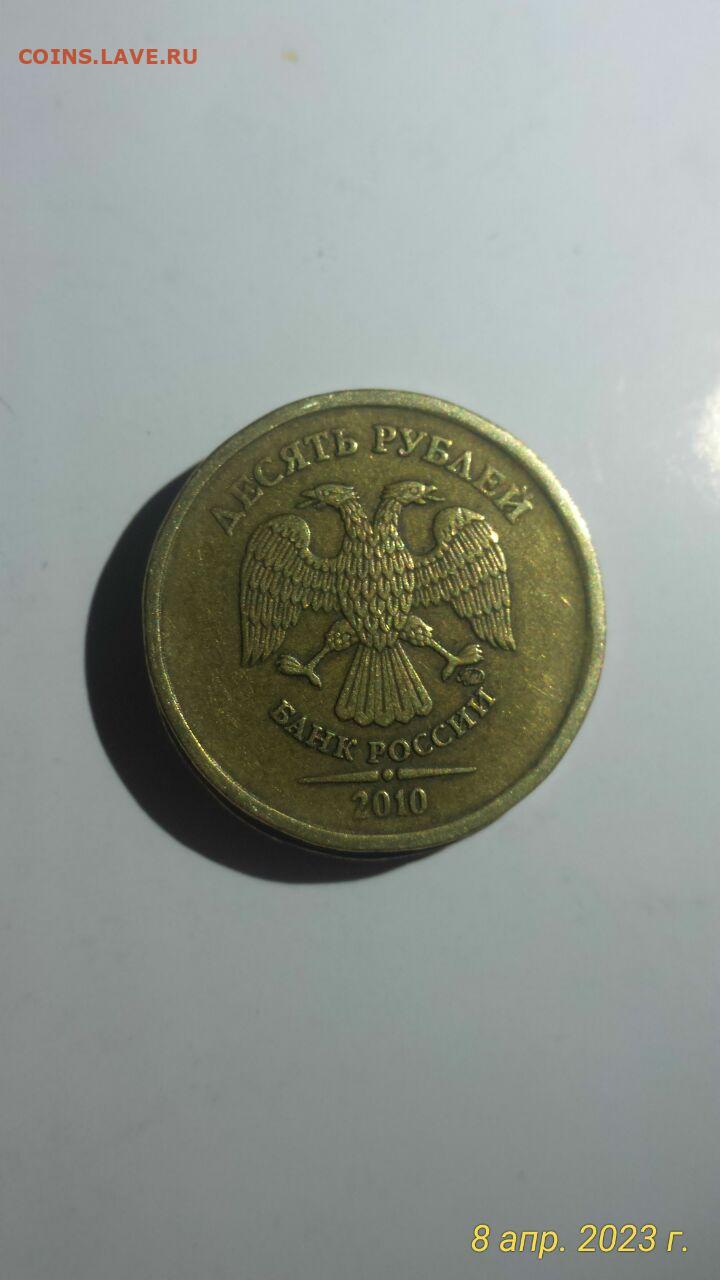 COINS.LAVE.RU
ДЕСЯТЬ РУБЛЕЙ
БАНК РОССИИ
2010
8 апр. 2023 г.